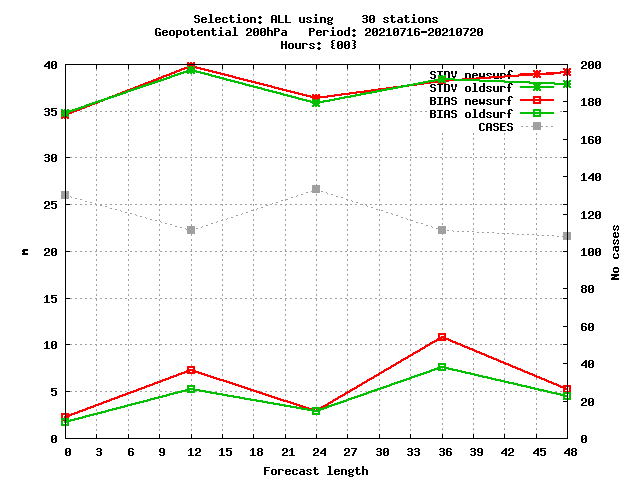 Selection: ALL using    30 stations
Geopotential 200hPa   Period: 20210716-20210720
Hours: {00}
40 200
STDV newsurf
35 180
STDV oldsurf
BIAS newsurf
BIAS oldsurf
CASES
30 160
25 140
20 120
m
No cases
15 100
10 80
5 60
0 40
20
0
0 3 6 9 12 15 18 21 24 27 30 33 36 39 42 45 48
Forecast length